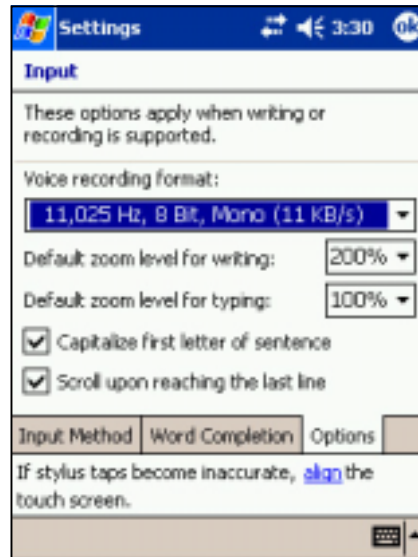 Settings 3:30 ok
Input
These options apply when writing or
recording is supported.
Voice recording format:
11,025 Hz, 8 Bit, Mono (11 KB/s)
Default zoom level for writing: 200%
Default zoom level for typing: 100%
Capitalize first letter of sentence
Scroll upon reaching the last line
Input Method Word Completion Options
If stylus taps become inaccurate, align the
touch screen.